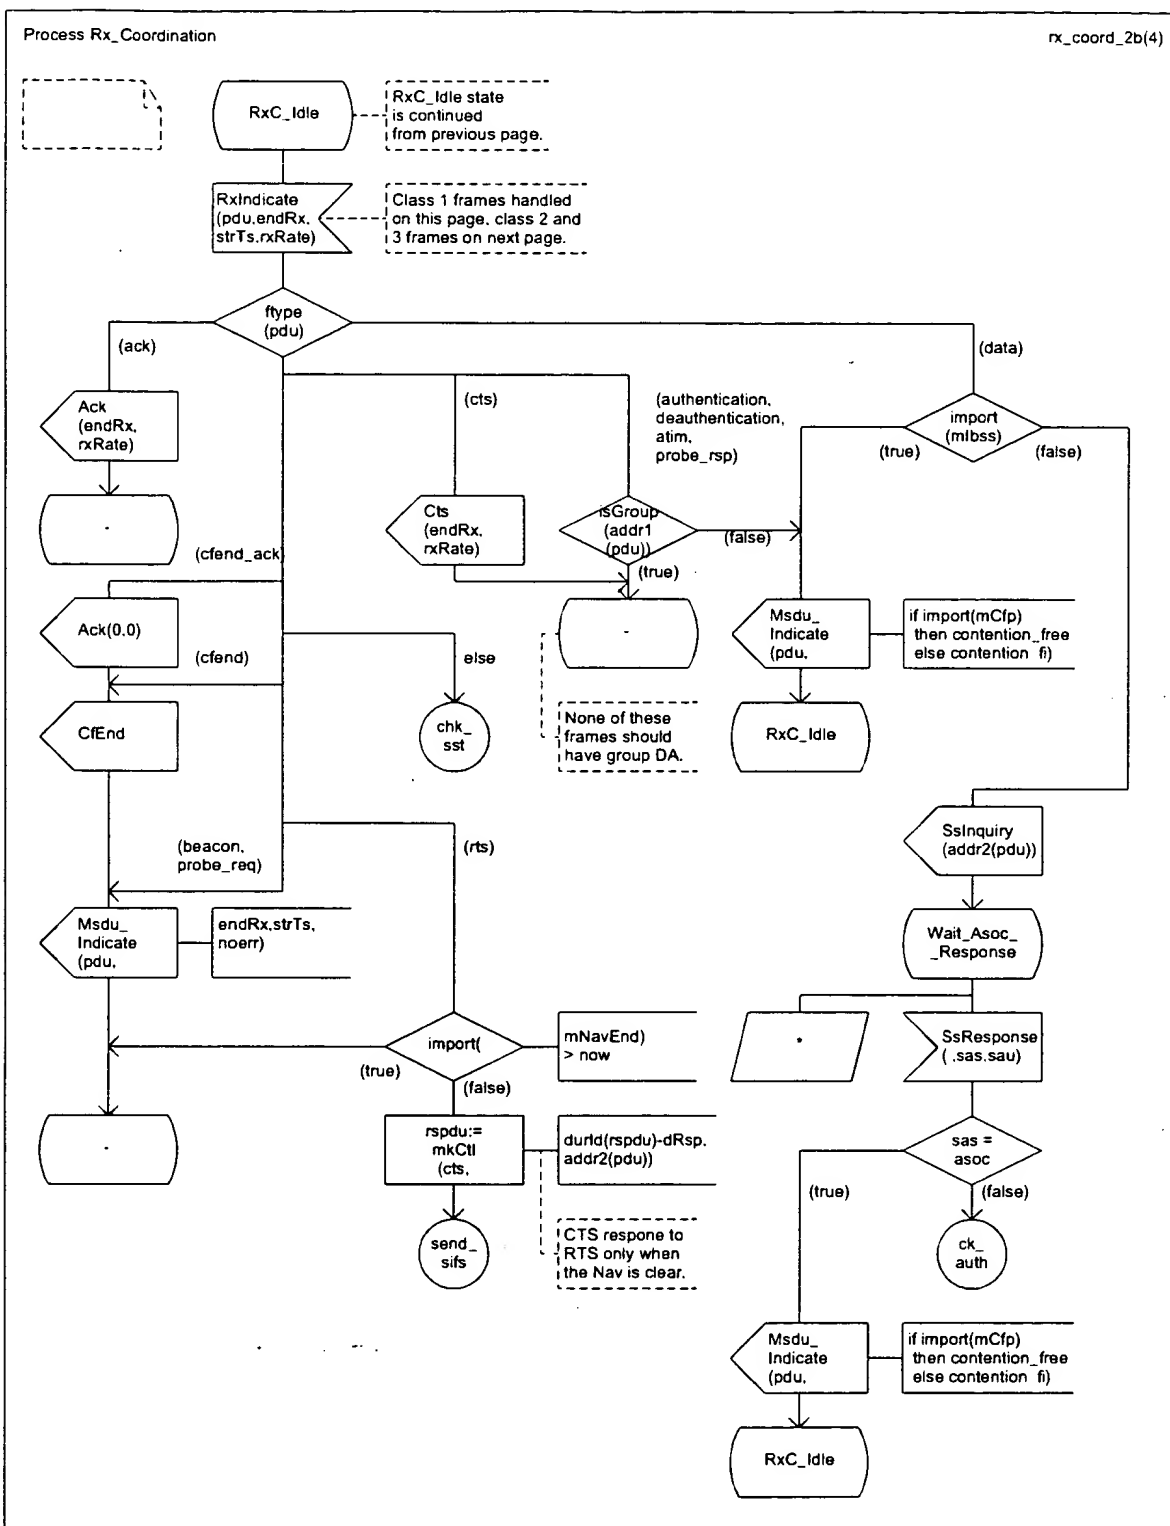 Process Rx_Coordination
rx_coord_2b(4)
RxC_Idle
RxC_Idle state
is continued
from previous page.
RxIndicate
(pdu,endRx,
strTs,rxRate)
Class 1 frames handled
on this page, class 2 and
3 frames on next page.
ftype
(pdu)
(ack)
(data)
Ack
(endRx,
rxRate)
(cts)
(authentication,
deauthentication,
atim,
probe_rsp)
import
(mIbss)
(true)
(false)
-
Cts
(endRx,
rxRate)
isGroup
(addr1
(pdu))
(false)
(true)
(cfend_ack)
Ack(0,0)
-
Msdu_
Indicate
(pdu,
if import(mCfp)
then contention_free
else contention_fi)
(cfend)
else
CfEnd
chk_
sst
None of these
frames should
have group DA.
RxC_Idle
(beacon,
probe_req)
(rts)
SsInquiry
(addr2(pdu))
Msdu_
Indicate
(pdu,
endRx,strTs,
noerr)
Wait_Asoc_
_Response
import(
mNavEnd)
> now
(true)
(false)
*
SsResponse
( ,sas,sau)
-
rspdu:=
mkCtl
(cts,
durId(rspdu)-dRsp,
addr2(pdu))
sas =
asoc
(true)
(false)
send_
sifs
CTS respone to
RTS only when
the Nav is clear.
ck_
auth
Msdu_
Indicate
(pdu,
if import(mCfp)
then contention_free
else contention_fi)
RxC_Idle